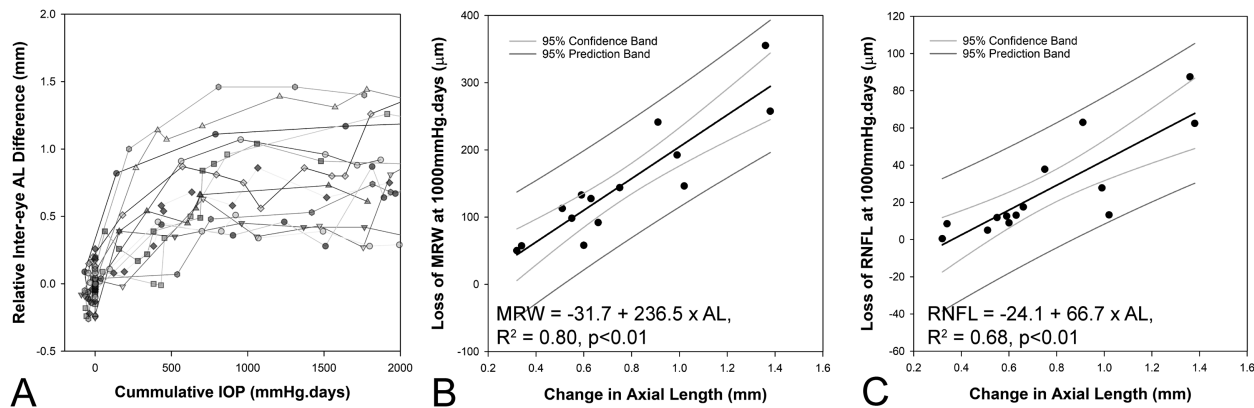 A
Relative Inter-eye AL Difference (mm)
2.0
1.5
1.0
0.5
0.0
-0.5
0
500
1000
1500
2000
Cummulative IOP (mmHg.days)
B
Loss of MRW at 1000mmHg.days (µm)
400
300
200
100
0
-100
95% Confidence Band
95% Prediction Band
MRW = -31.7 + 236.5 x AL,
R² = 0.80, p<0.01
0.2
0.4
0.6
0.8
1.0
1.2
1.4
1.6
Change in Axial Length (mm)
C
Loss of RNFL at 1000mmHg.days (µm)
120
100
80
60
40
20
0
-20
-40
-60
95% Confidence Band
95% Prediction Band
RNFL = -24.1 + 66.7 x AL,
R² = 0.68, p<0.01
0.2
0.4
0.6
0.8
1.0
1.2
1.4
1.6
Change in Axial Length (mm)